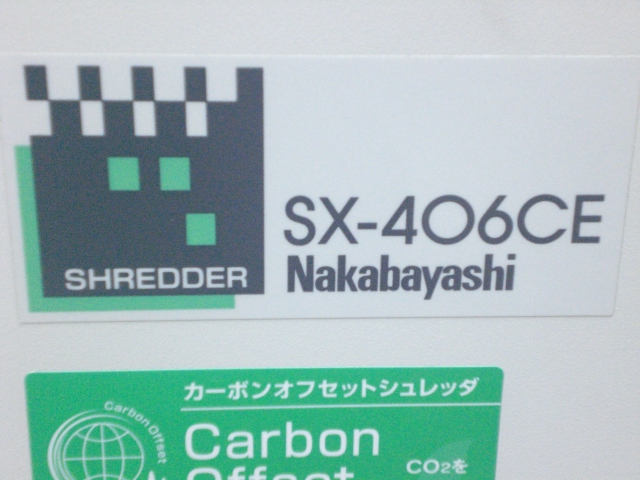 SHREDDER
SX-406CE
Nakabayashi
カーボンオフセットシュレッダ
Carbon Offset
Carbon
Offset
CO2を